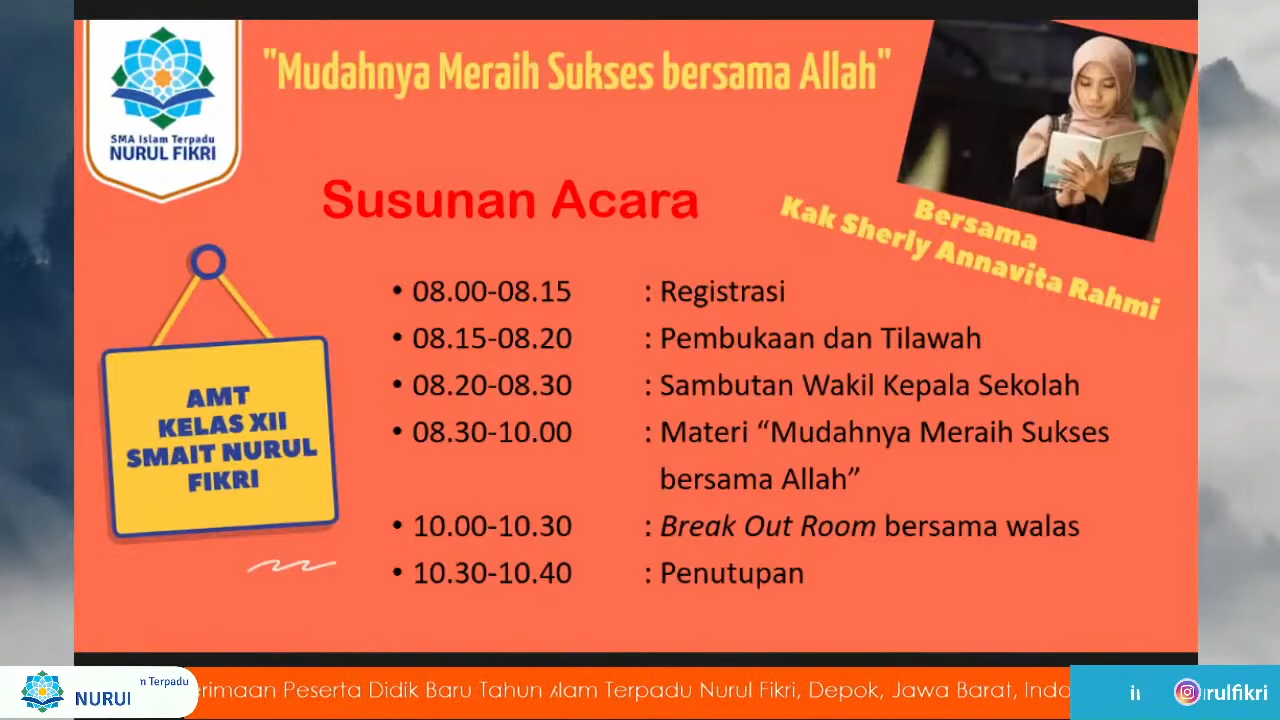 "Mudahnya Meraih Sukses bersama Allah"
SMA Islam Terpadu
NURUL FIKRI
Susunan Acara
Bersama
Kak Sherly Annavita Rahmi
AMT
KELAS XII
SMAIT NURUL
FIKRI
• 08.00-08.15 : Registrasi
• 08.15-08.20 : Pembukaan dan Tilawah
• 08.20-08.30 : Sambutan Wakil Kepala Sekolah
• 08.30-10.00 : Materi “Mudahnya Meraih Sukses
bersama Allah”
• 10.00-10.30 : Break Out Room bersama walas
• 10.30-10.40 : Penutupan
Terpadu
Peserta Didik Baru Tahun
Terpadu Nurul Fikri, Depok, Jawa Barat,